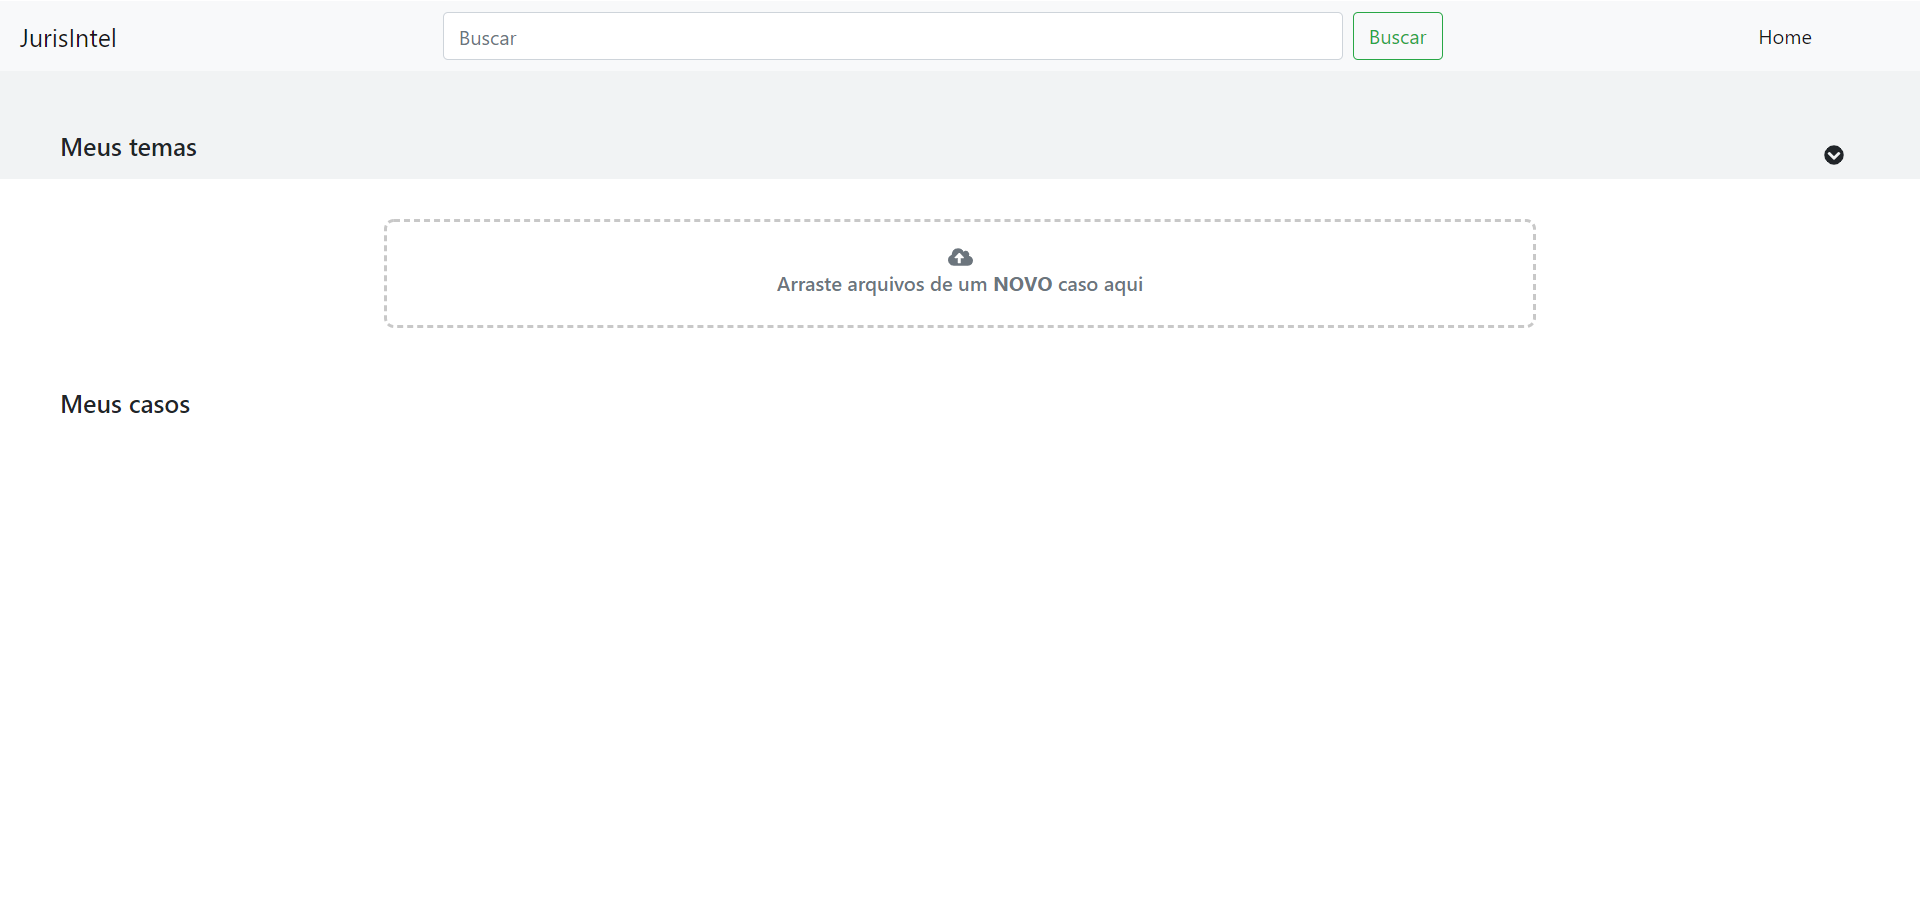 JurisIntel
Buscar
Buscar
Home
Meus temas
Arraste arquivos de um NOVO caso aqui
Meus casos